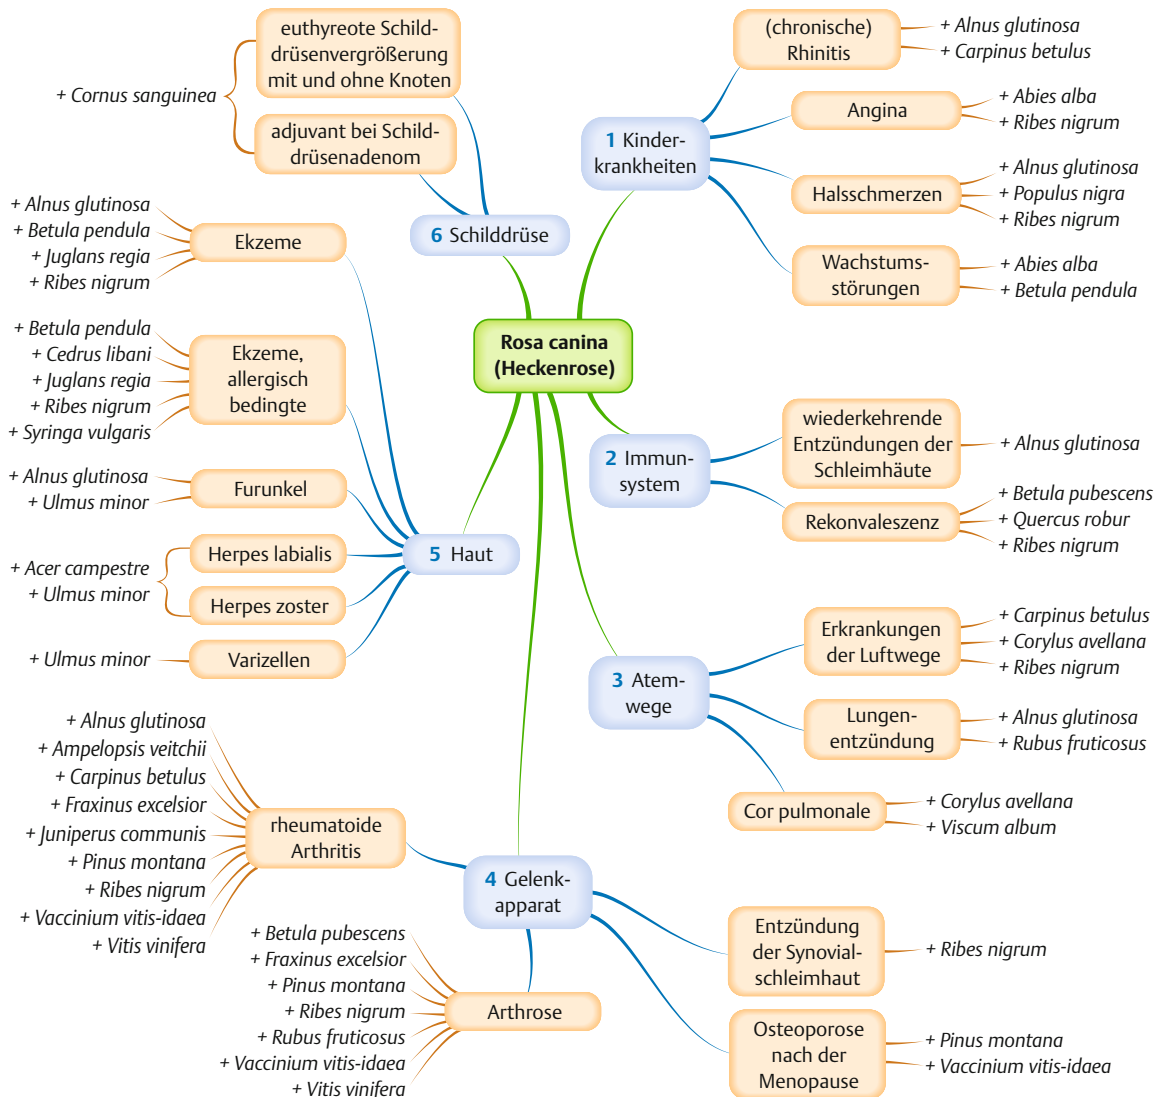 Rosa canina
(Heckenrose)
1 Kinder-
krankheiten
(chronische)
Rhinitis
+ Alnus glutinosa
+ Carpinus betulus
Angina
+ Abies alba
+ Ribes nigrum
Halsschmerzen
+ Alnus glutinosa
+ Populus nigra
+ Ribes nigrum
Wachstums-
störungen
+ Abies alba
+ Betula pendula
2 Immun-
system
wiederkehrende
Entzündungen der
Schleimhäute
+ Alnus glutinosa
Rekonvaleszenz
+ Betula pubescens
+ Quercus robur
+ Ribes nigrum
3 Atem-
wege
Erkrankungen
der Luftwege
+ Carpinus betulus
+ Corylus avellana
+ Ribes nigrum
Lungen-
entzündung
+ Alnus glutinosa
+ Rubus fruticosus
Cor pulmonale
+ Corylus avellana
+ Viscum album
4 Gelenk-
apparat
Entzündung
der Synovial-
schleimhaut
+ Ribes nigrum
Osteoporose
nach der
Menopause
+ Pinus montana
+ Vaccinium vitis-idaea
Arthrose
+ Betula pubescens
+ Fraxinus excelsior
+ Pinus montana
+ Ribes nigrum
+ Rubus fruticosus
+ Vaccinium vitis-idaea
+ Vitis vinifera
rheumatoide
Arthritis
+ Alnus glutinosa
+ Ampelopsis veitchii
+ Carpinus betulus
+ Fraxinus excelsior
+ Juniperus communis
+ Pinus montana
+ Ribes nigrum
+ Vaccinium vitis-idaea
+ Vitis vinifera
5 Haut
Ekzeme
+ Alnus glutinosa
+ Betula pendula
+ Juglans regia
+ Ribes nigrum
Ekzeme,
allergisch
bedingte
+ Betula pendula
+ Cedrus libani
+ Juglans regia
+ Ribes nigrum
+ Syringa vulgaris
Furunkel
+ Alnus glutinosa
+ Ulmus minor
Herpes labialis
Herpes zoster
+ Acer campestre
+ Ulmus minor
Varizellen
+ Ulmus minor
6 Schilddrüse
euthyreote Schild-
drüsenvergrößerung
mit und ohne Knoten
adjuvant bei Schild-
drüsenadenom
+ Cornus sanguinea